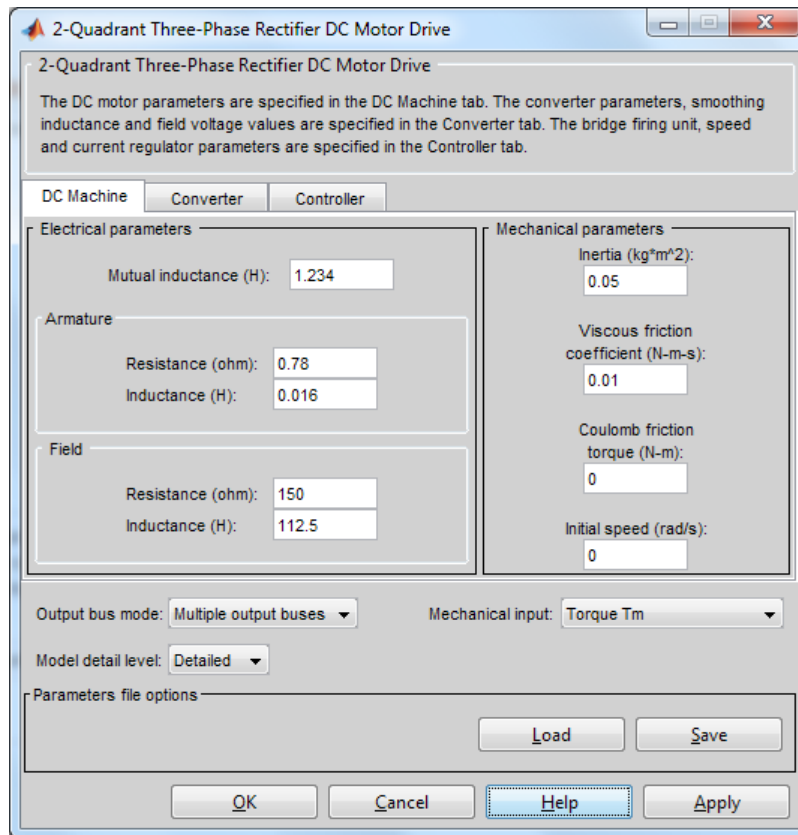 2-Quadrant Three-Phase Rectifier DC Motor Drive
2-Quadrant Three-Phase Rectifier DC Motor Drive
The DC motor parameters are specified in the DC Machine tab. The converter parameters, smoothing
inductance and field voltage values are specified in the Converter tab. The bridge firing unit, speed
and current regulator parameters are specified in the Controller tab.
DC Machine Converter Controller
Electrical parameters
Mutual inductance (H): 1.234
Armature
Resistance (ohm): 0.78
Inductance (H): 0.016
Field
Resistance (ohm): 150
Inductance (H): 112.5
Mechanical parameters
Inertia (kg*m^2):
0.05
Viscous friction
coefficient (N-m-s):
0.01
Coulomb friction
torque (N-m):
0
Initial speed (rad/s):
0
Output bus mode: Multiple output buses Mechanical input: Torque Tm
Model detail level: Detailed
Parameters file options
Load Save
OK Cancel Help Apply